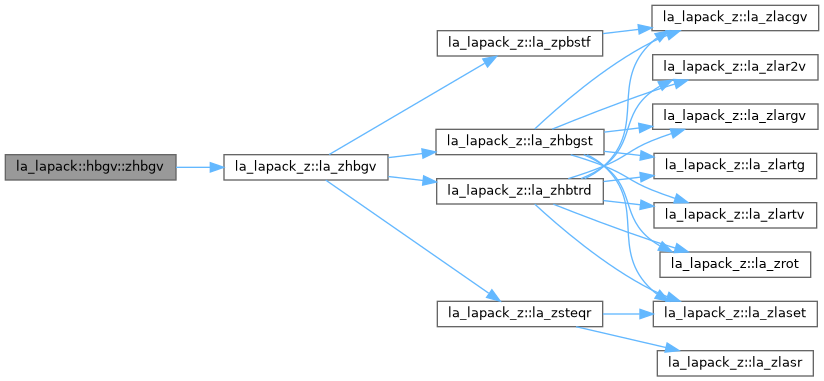 la_lapack::hbgv::zhbgv
la_lapack_z::la_zhbgv
la_lapack_z::la_zpbstf
la_lapack_z::la_zhbgst
la_lapack_z::la_zhbtrd
la_lapack_z::la_zsteqr
la_lapack_z::la_zlacgv
la_lapack_z::la_zlar2v
la_lapack_z::la_zlargv
la_lapack_z::la_zlartg
la_lapack_z::la_zlartv
la_lapack_z::la_zrot
la_lapack_z::la_zlaset
la_lapack_z::la_zlasr